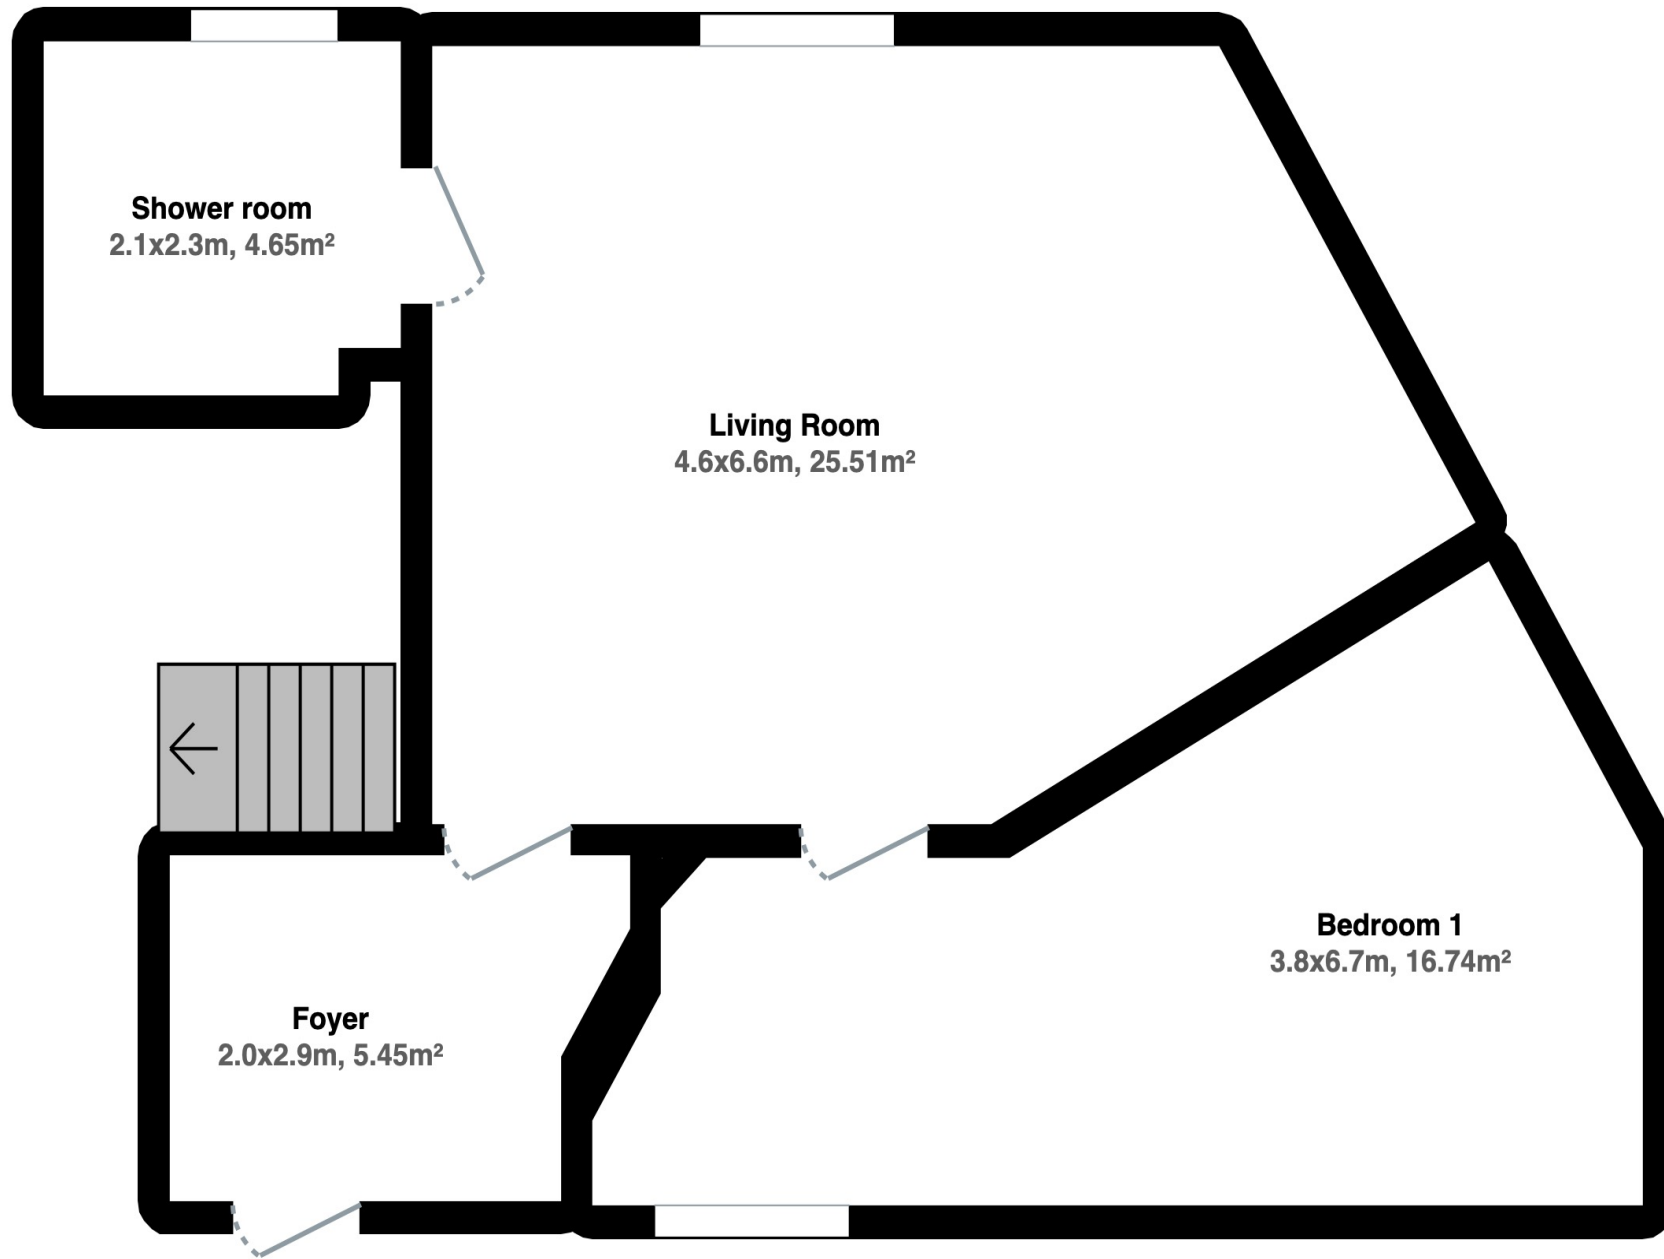 Shower room
2.1x2.3m, 4.65m²
Living Room
4.6x6.6m, 25.51m²
Bedroom 1
3.8x6.7m, 16.74m²
Foyer
2.0x2.9m, 5.45m²